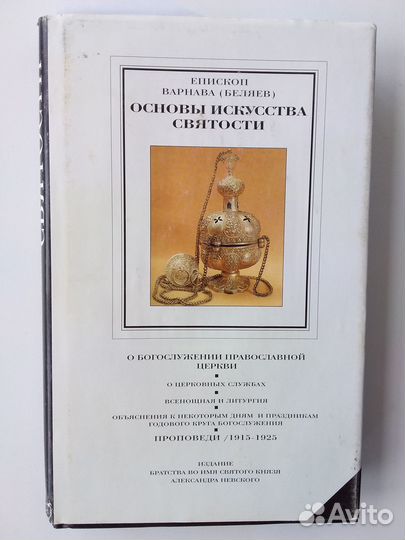 ЕПИСКОП
ВАРНАВА (БЕЛЯЕВ)
ОСНОВЫ ИСКУССТВА
СВЯТОСТИ
О БОГОСЛУЖЕНИИ ПРАВОСЛАВНОЙ
ЦЕРКВИ
О ЦЕРКОВНЫХ СЛУЖБАХ
ВСЕНОЩНАЯ И ЛИТУРГИЯ
ОБЪЯСНЕНИЯ К НЕКОТОРЫМ ДНЯМ И ПРАЗДНИКАМ
ГОДОВОГО КРУГА БОГОСЛУЖЕНИЯ
ПРОПОВЕДИ /1915-1925
ИЗДАНИЕ
БРАТСТВА ВО ИМЯ СВЯТОГО КНЯЗЯ
АЛЕКСАНДРА НЕВСКОГО
Avito